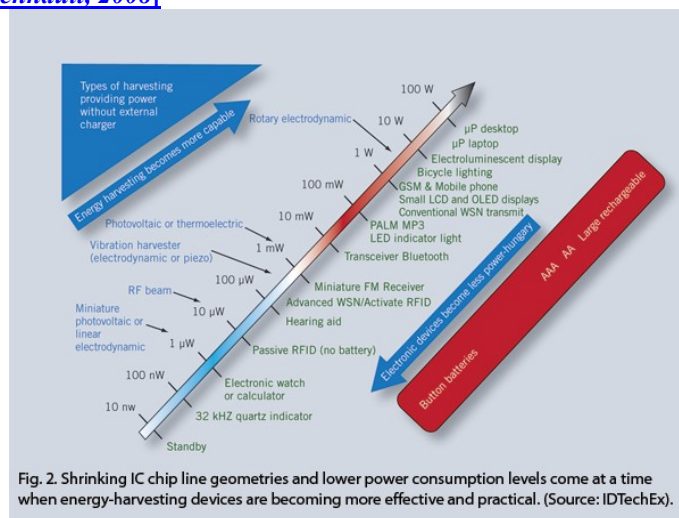 Types of harvesting
providing power
without external
charger
Energy harvesting becomes more capable
100 W
Rotary electrodynamic
10 W
µP desktop
µP laptop
1 W
Electroluminescent display
Bicycle lighting
100 mW
GSM & Mobile phone
Small LCD and OLED displays
Conventional WSN transmit
10 mW
PALM MP3
LED indicator light
Photovoltaic or thermoelectric
Transceiver Bluetooth
1 mW
Vibration harvester
(electrodynamic or piezo)
100 µW
Miniature FM Receiver
Advanced WSN/Activate RFID
RF beam
10 µW
Hearing aid
Miniature
photovoltaic or
linear
electrodynamic
1 µW
Passive RFID (no battery)
100 nW
Electronic watch
or calculator
10 nw
32 kHZ quartz indicator
Standby
Electronic devices become less power-hungry
Button batteries
AAA AA Large rechargeable
Fig. 2. Shrinking IC chip line geometries and lower power consumption levels come at a time
when energy-harvesting devices are becoming more effective and practical. (Source: IDTechEx).